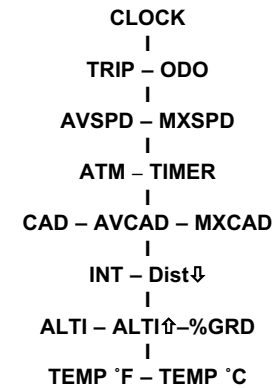 CLOCK
I
TRIP – ODO
I
AVSPD – MXSPD
I
ATM – TIMER
I
CAD – AVCAD – MXCAD
I
INT – Dist⇩
I
ALTI – ALTI⇧–%GRD
I
TEMP ˚F – TEMP ˚C